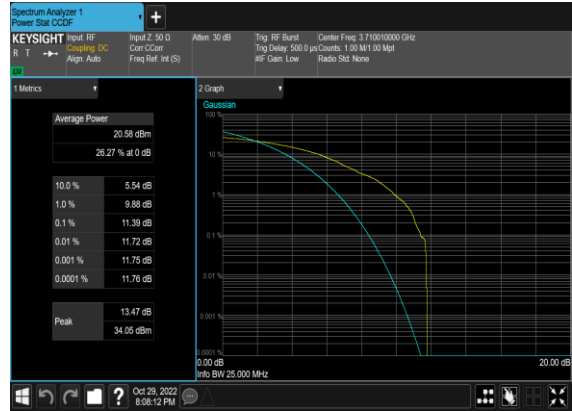 Spectrum Analyzer 1
Power Stat CCDF
KEYSIGHT
R T
LXI
Input: RF
Coupling: DC
Align: Auto
Input Z: 50 Ω
Corr CCorr
Freq Ref: Int (S)
Atten: 30 dB
Trig: RF Burst
Trig Delay: 500.0 µs
#IF Gain: Low
Center Freq: 3.710010000 GHz
Counts: 1.00 M/1.00 Mpt
Radio Std: None
1 Metrics
Average Power
20.58 dBm
26.27 % at 0 dB
10.0 % 5.54 dB
1.0 % 9.88 dB
0.1 % 11.39 dB
0.01 % 11.72 dB
0.001 % 11.75 dB
0.0001 % 11.76 dB
Peak 13.47 dB
34.05 dBm
2 Graph
Gaussian
100 %
10 %
1 %
0.1 %
0.01 %
0.001 %
0.0001 %
0.00 dB 20.00 dB
Info BW 25.000 MHz
Oct 29, 2022
8:08:12 PM